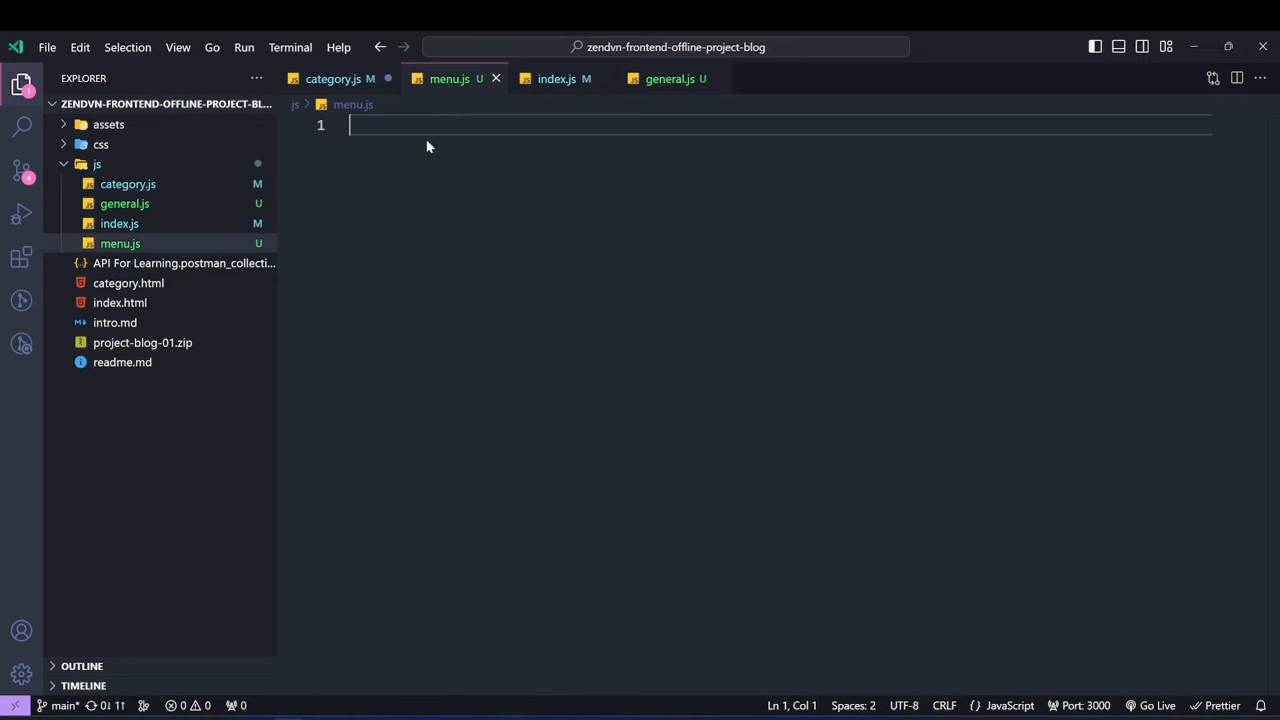 File Edit Selection View Go Run Terminal Help
zendvn-frontend-offline-project-blog
EXPLORER
category.js M
menu.js U
index.js M
general.js U
ZENDVN-FRONTEND-OFFLINE-PROJECT-BL...
js menu.js
1
assets
css
js
category.js M
general.js U
index.js M
menu.js U
API For Learning.postman_collecti...
category.html
index.html
intro.md
project-blog-01.zip
readme.md
1
4
OUTLINE
TIMELINE
main* 0↓ 1↑ 0 0 0 Ln 1, Col 1 Spaces: 2 UTF-8 CRLF JavaScript Port: 3000 Go Live Prettier